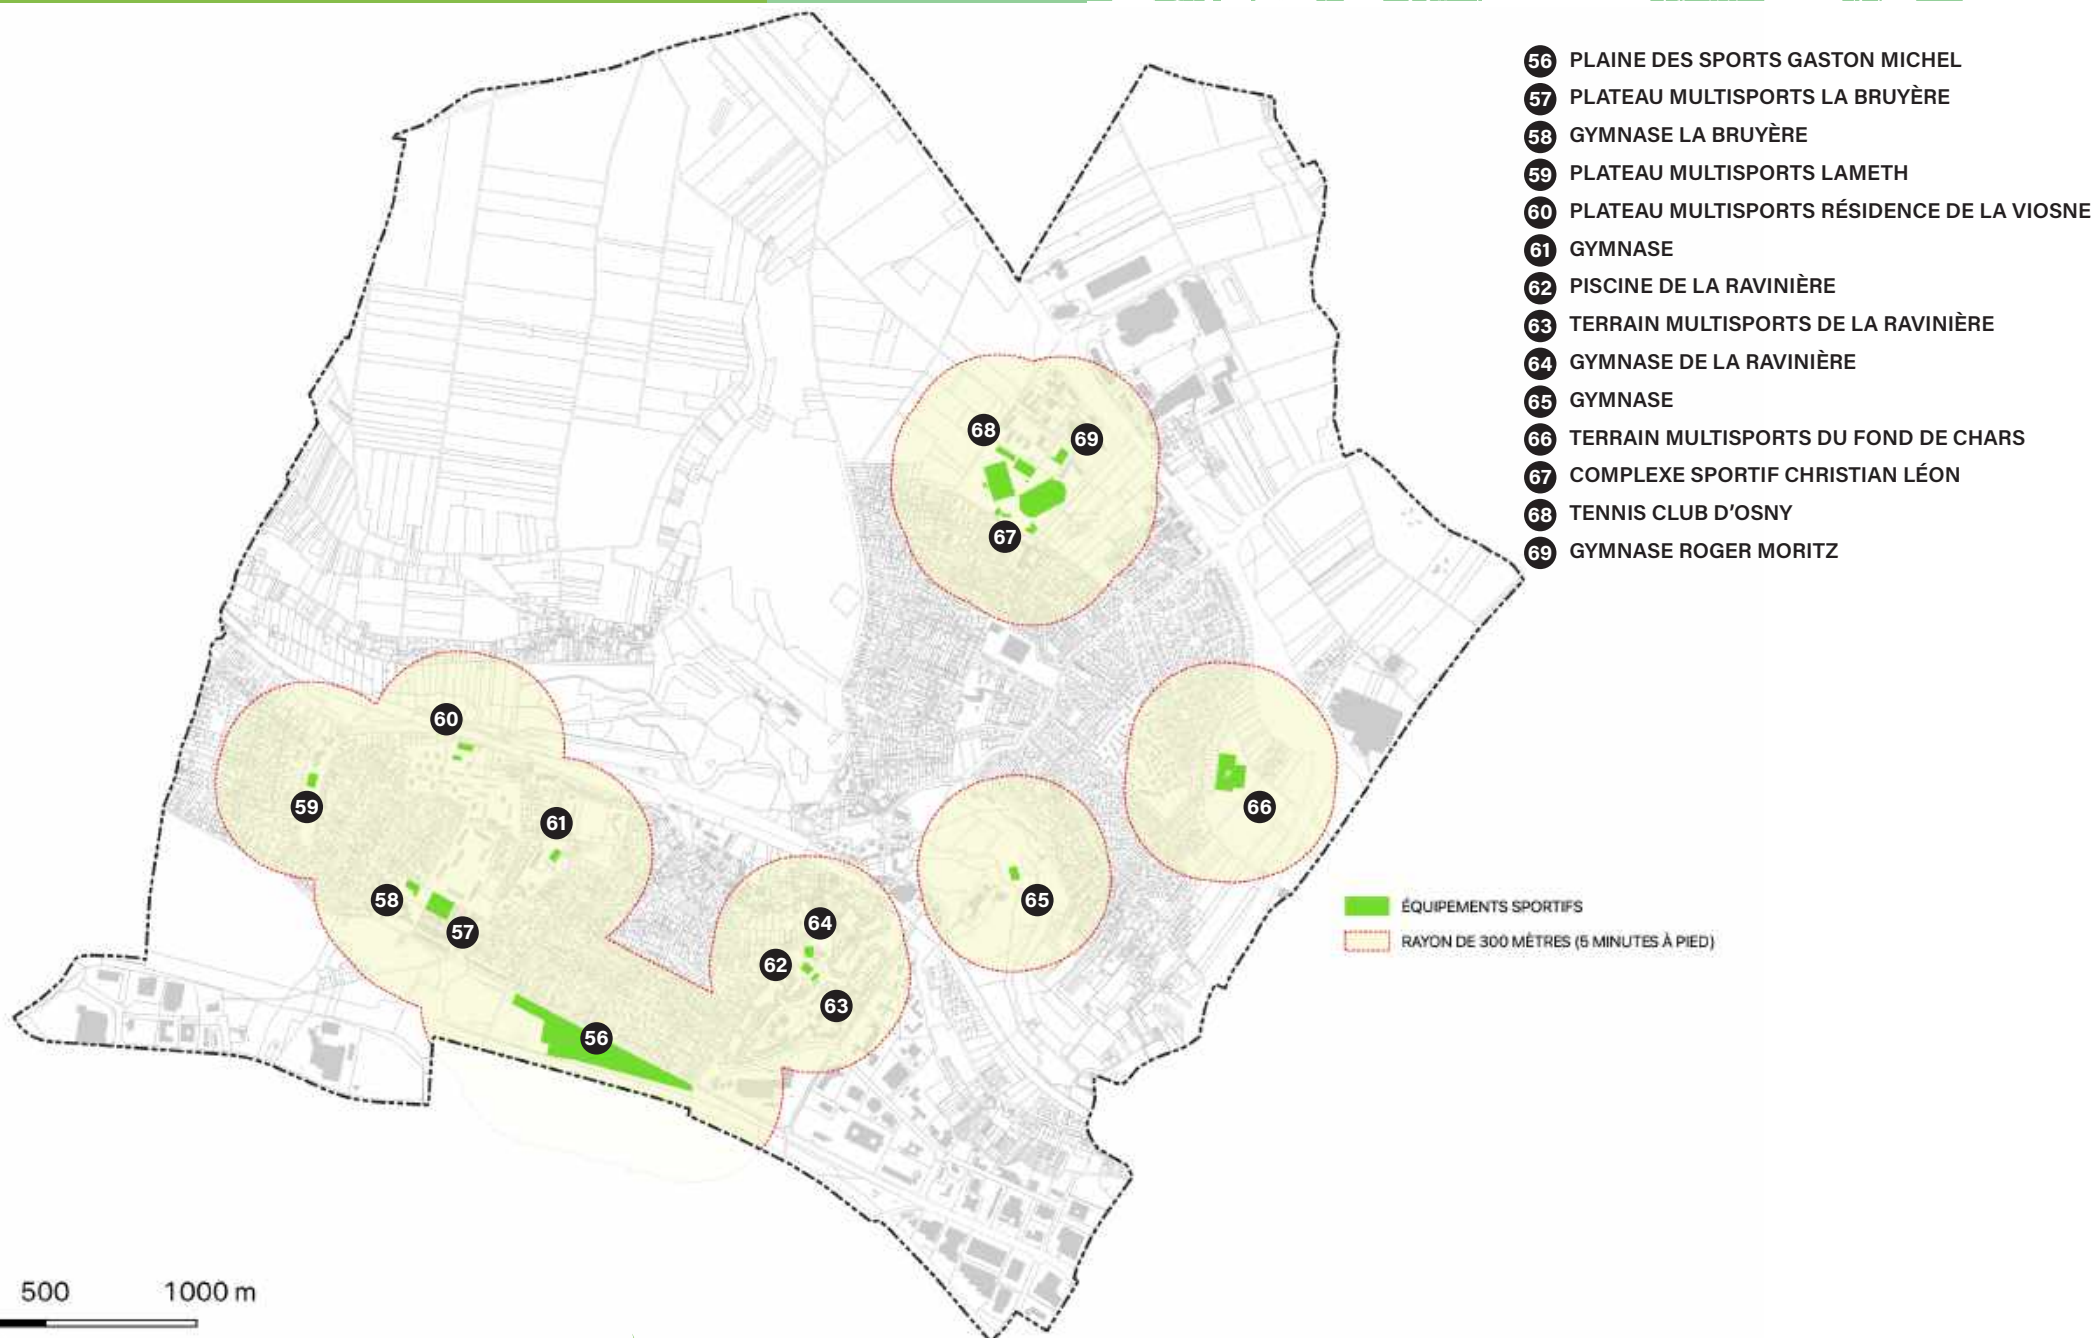 56 PLAINE DES SPORTS GASTON MICHEL
57 PLATEAU MULTISPORTS LA BRUYÈRE
58 GYMNASE LA BRUYÈRE
59 PLATEAU MULTISPORTS LAMETH
60 PLATEAU MULTISPORTS RÉSIDENCE DE LA VIOSNE
61 GYMNASE
62 PISCINE DE LA RAVINIÈRE
63 TERRAIN MULTISPORTS DE LA RAVINIÈRE
64 GYMNASE DE LA RAVINIÈRE
65 GYMNASE
66 TERRAIN MULTISPORTS DU FOND DE CHARS
67 COMPLEXE SPORTIF CHRISTIAN LÉON
68 TENNIS CLUB D'OSNY
69 GYMNASE ROGER MORITZ
68
69
67
60
59
61
66
58
57
65
64
62
63
56
ÉQUIPEMENTS SPORTIFS
RAYON DE 300 MÈTRES (5 MINUTES À PIED)
500 1000 m